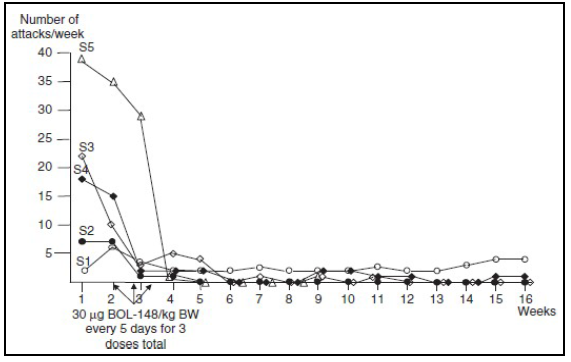 Number of
attacks/week
40
35
30
25
20
15
10
5
S5
S3
S4
S2
S1
1 2 3 4 5 6 7 8 9 10 11 12 13 14 15 16
Weeks
30 µg BOL-148/kg BW
every 5 days for 3
doses total